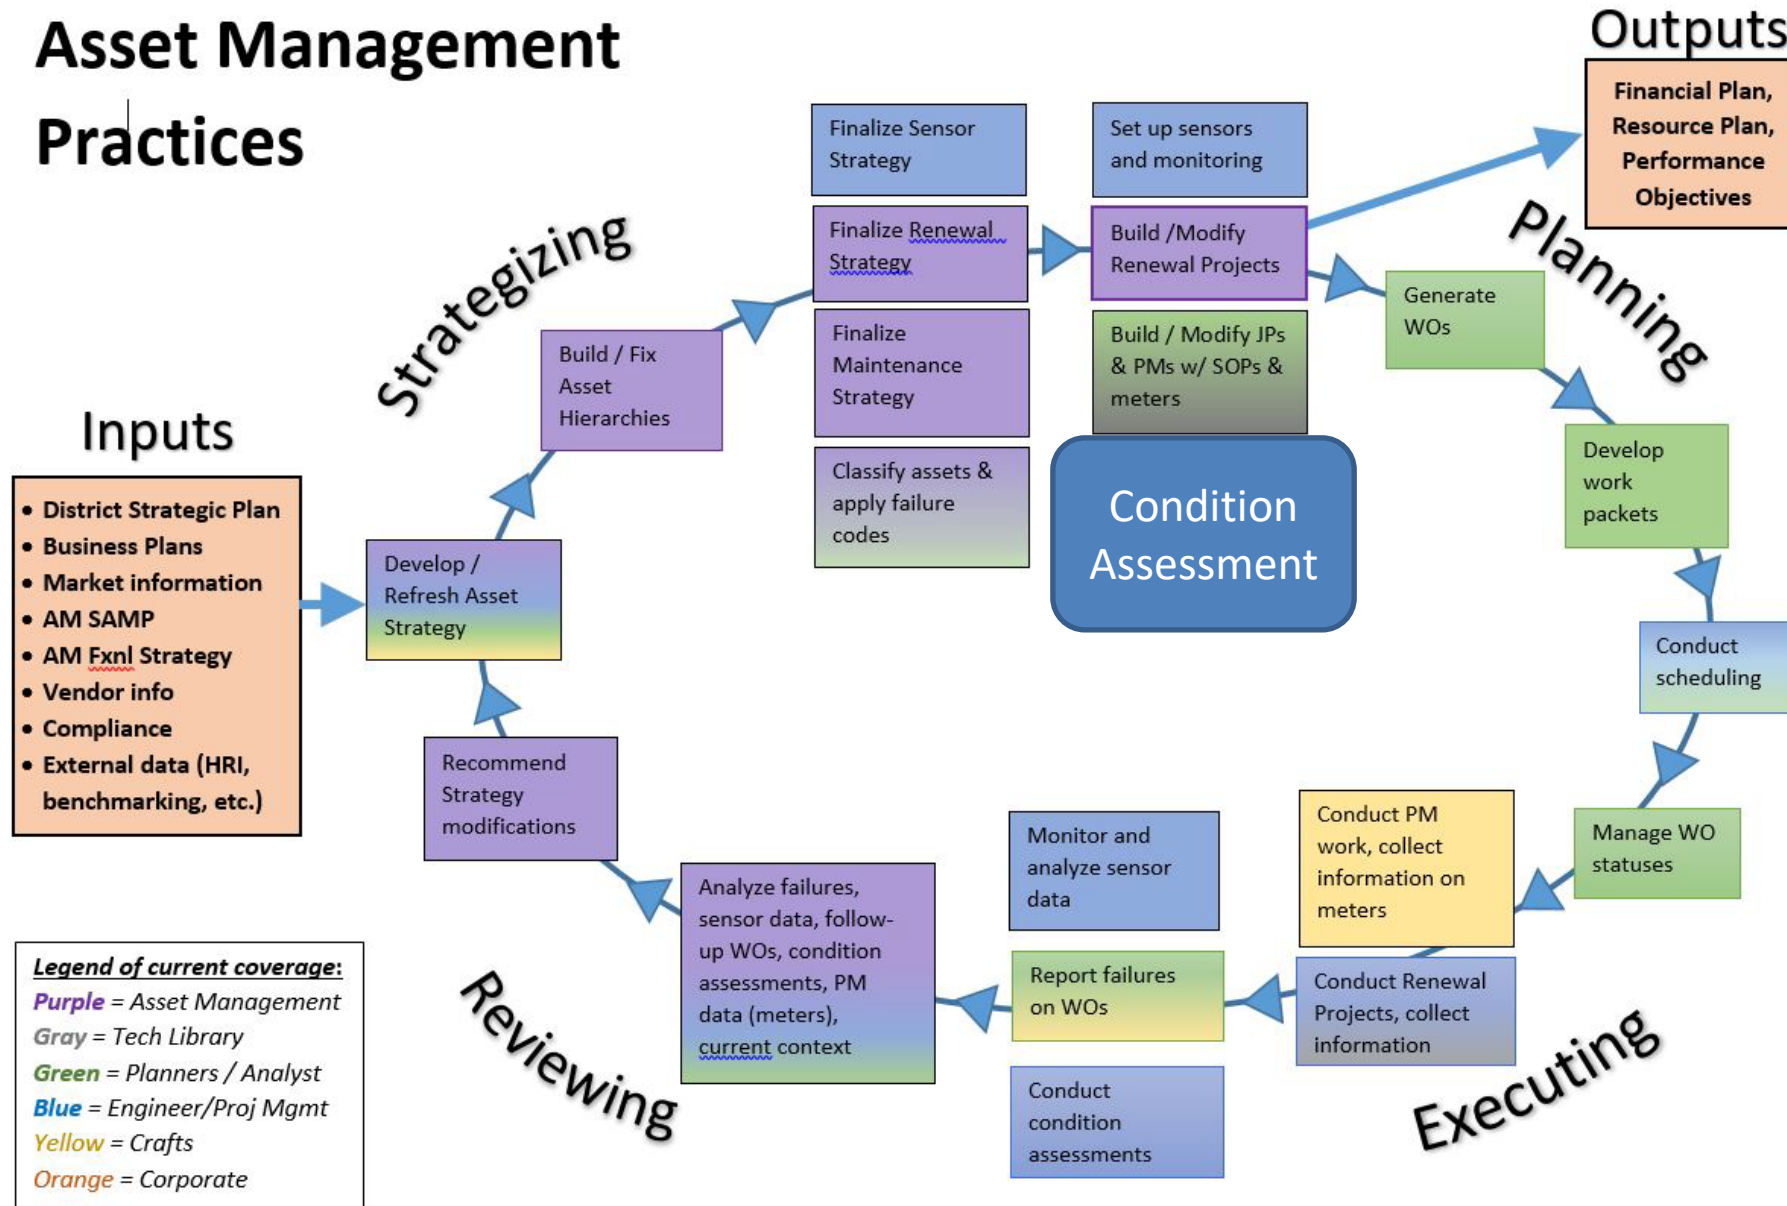 Asset Management
Practices
Outputs
Financial Plan,
Resource Plan,
Performance
Objectives
Strategizing
Planning
Finalize Sensor
Strategy
Set up sensors
and monitoring
Finalize Renewal
Strategy
Build /Modify
Renewal Projects
Generate
WOs
Build / Fix
Asset
Hierarchies
Finalize
Maintenance
Strategy
Build / Modify JPs
& PMs w/ SOPs &
meters
Develop
work
packets
Classify assets &
apply failure
codes
Condition
Assessment
Inputs
• District Strategic Plan
• Business Plans
• Market information
• AM SAMP
• AM Fxnl Strategy
• Vendor info
• Compliance
• External data (HRI,
benchmarking, etc.)
Develop /
Refresh Asset
Strategy
Conduct
scheduling
Recommend
Strategy
modifications
Monitor and
analyze sensor
data
Conduct PM
work, collect
information on
meters
Manage WO
statuses
Analyze failures,
sensor data, follow-
up WOs, condition
assessments, PM
data (meters),
current context
Report failures
on WOs
Conduct Renewal
Projects, collect
information
Conduct
condition
assessments
Reviewing
Executing
Legend of current coverage:
Purple = Asset Management
Gray = Tech Library
Green = Planners / Analyst
Blue = Engineer/Proj Mgmt
Yellow = Crafts
Orange = Corporate